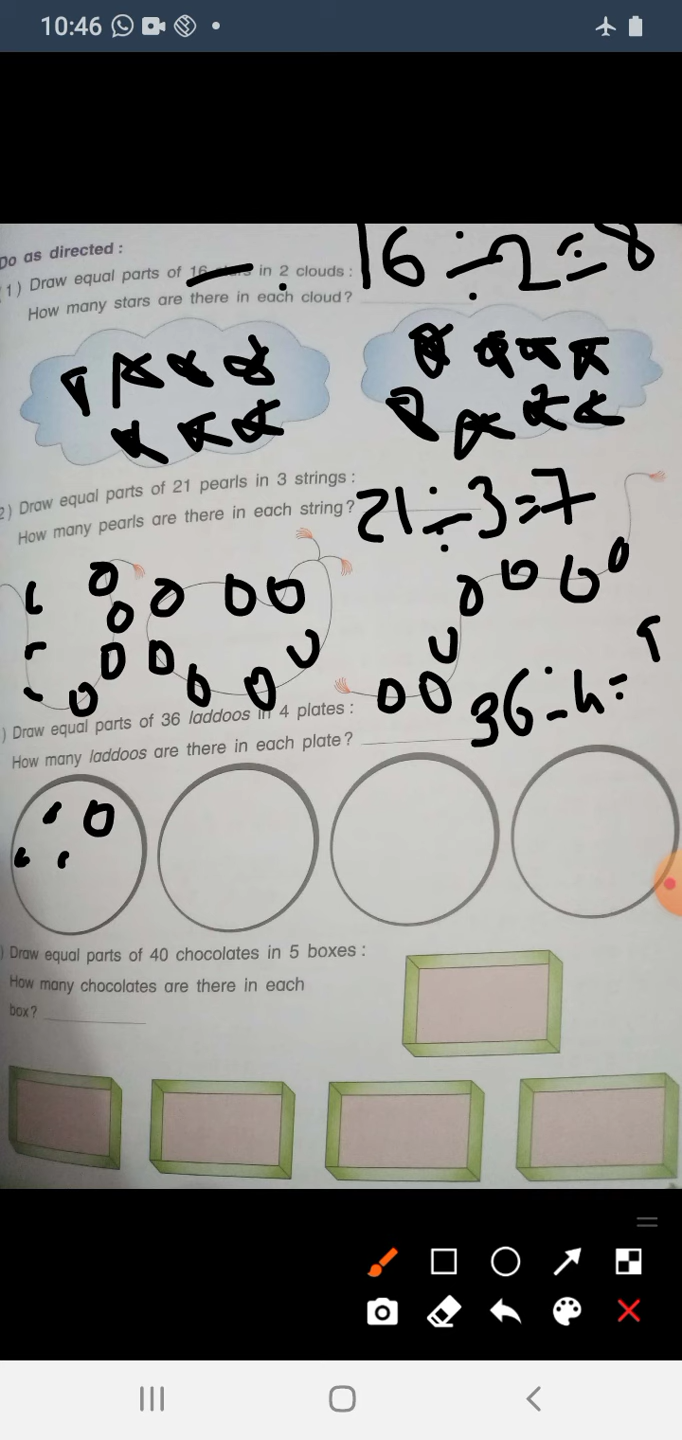 10:46
Do as directed :
1) Draw equal parts of 16 in 2 clouds :
16 ÷ 2 = 8
How many stars are there in each cloud?
2) Draw equal parts of 21 pearls in 3 strings :
How many pearls are there in each string?
21 ÷ 3 = 7
) Draw equal parts of 36 laddoos in 4 plates :
36 ÷ 4 =
How many laddoos are there in each plate?
) Draw equal parts of 40 chocolates in 5 boxes :
How many chocolates are there in each
box?